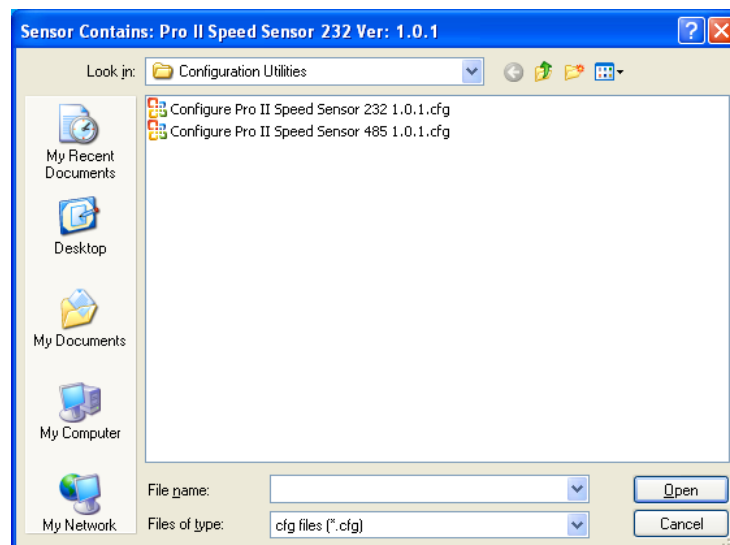 Sensor Contains: Pro II Speed Sensor 232 Ver: 1.0.1
Look in:
Configuration Utilities
Configure Pro II Speed Sensor 232 1.0.1.cfg
Configure Pro II Speed Sensor 485 1.0.1.cfg
My Recent
Documents
Desktop
My Documents
My Computer
My Network
File name:
Open
Files of type:
cfg files (*.cfg)
Cancel